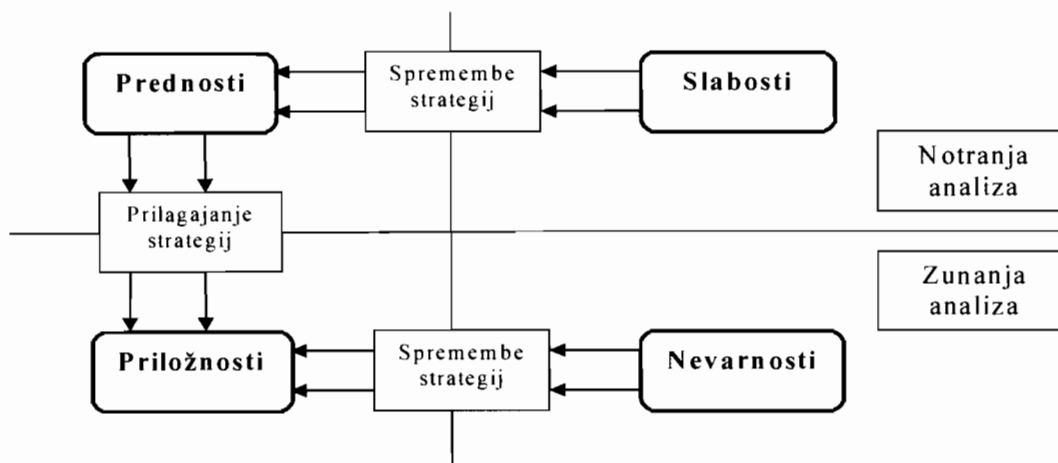 Prednosti
Spremembe
strategij
Slabosti
Notranja
analiza
Prilagajanje
strategij
Zunanja
analiza
Priložnosti
Spremembe
strategij
Nevarnosti